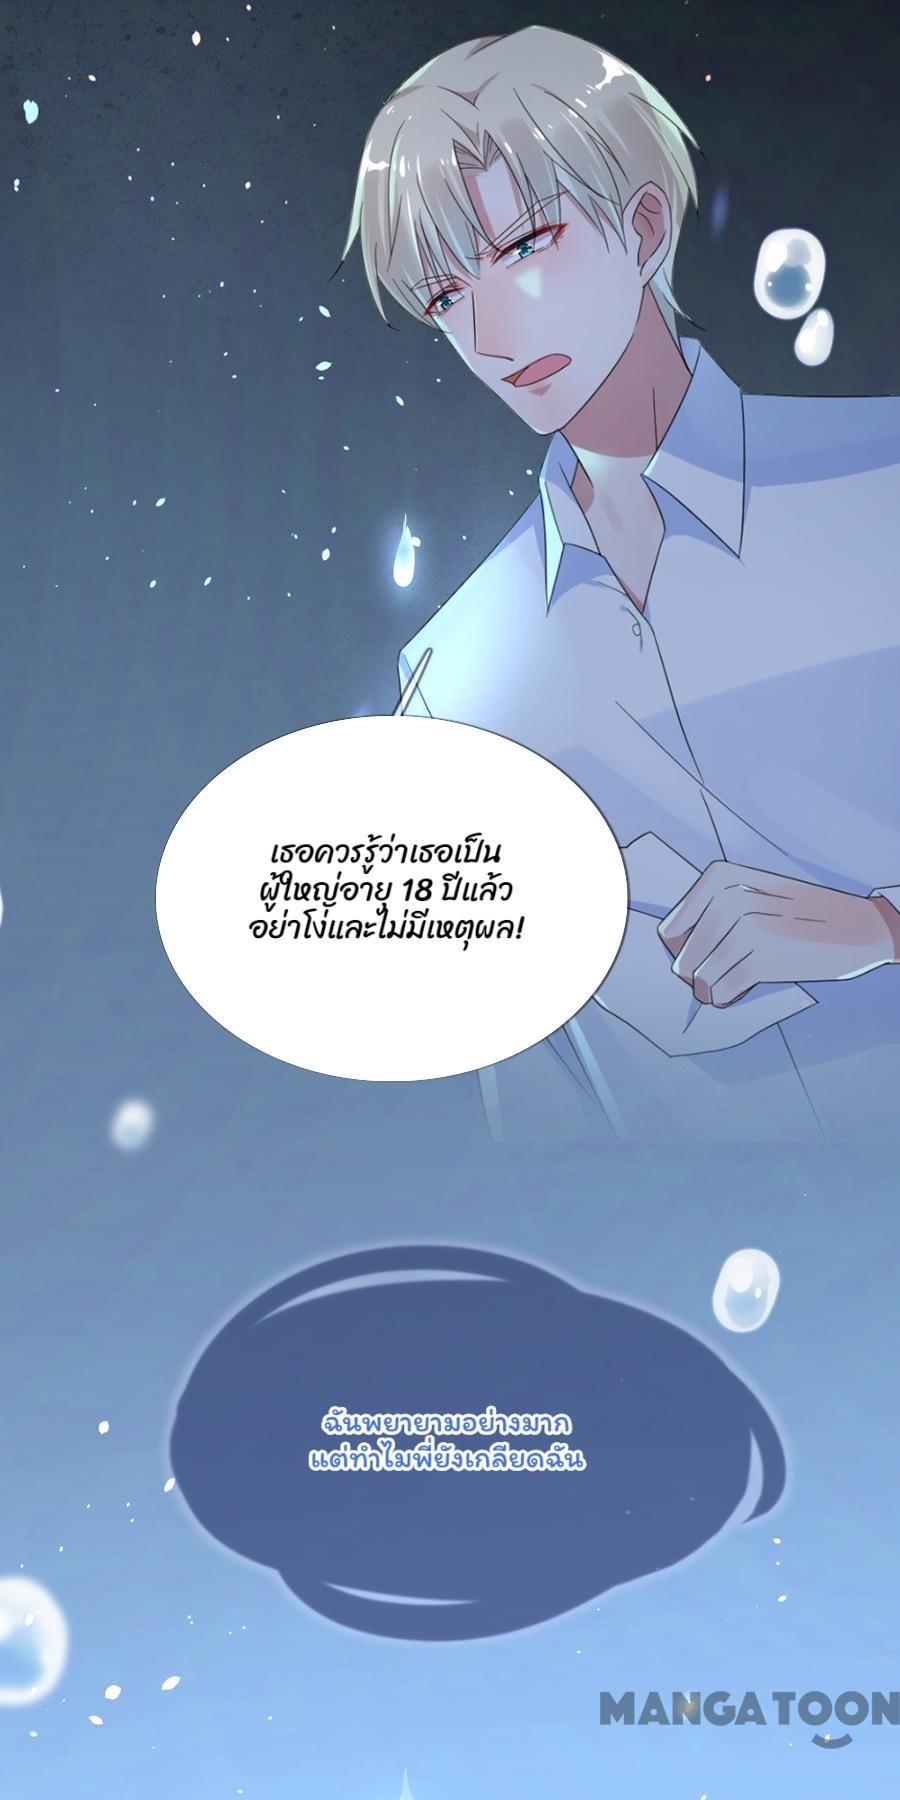 เธอควรรู้ว่าเธอเป็น
ผู้ใหญ่อายุ 18 ปีแล้ว
อย่าโง่และไม่มีเหตุผล!
ฉันพยายามอย่างมาก
แต่ทำไมพี่ยังเกลียดฉัน
MANGATOON